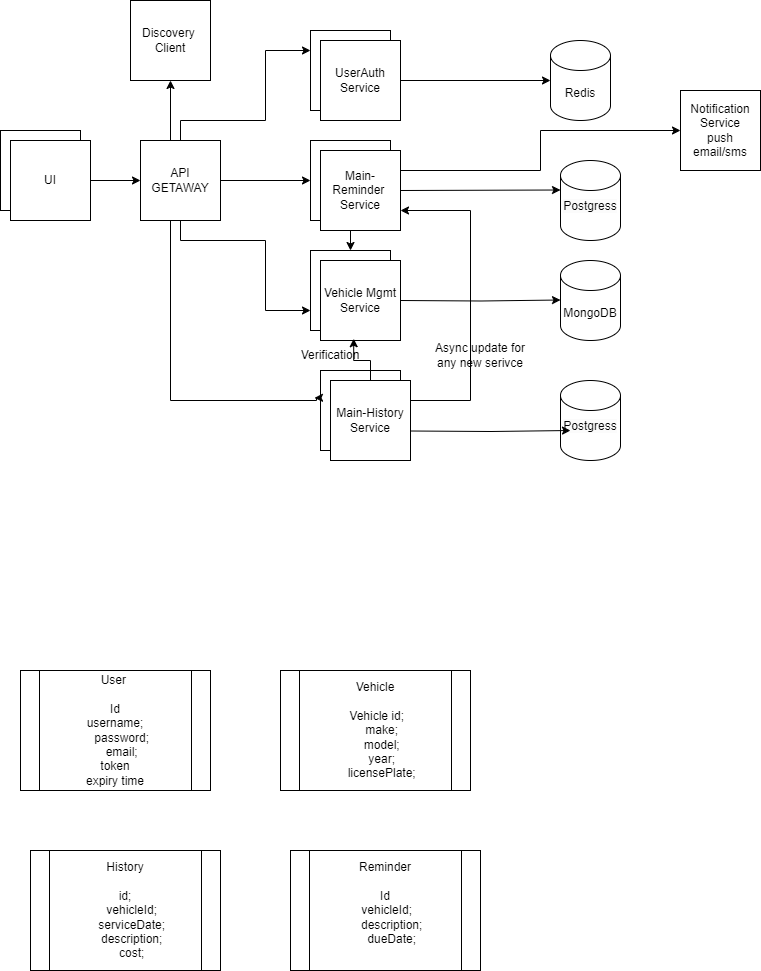 Discovery
Client
UserAuth
Service
Redis
Notification
Service
push
email/sms
UI
API
GETAWAY
Main-
Reminder
Service
Postgress
Vehicle Mgmt
Service
MongoDB
Verification
Async update for
any new serivce
Main-History
Service
Postgress
User
Id
username;
password;
email;
token
expiry time
Vehicle
Vehicle id;
make;
model;
year;
licensePlate;
History
id;
vehicleId;
serviceDate;
description;
cost;
Reminder
Id
vehicleId;
description;
dueDate;